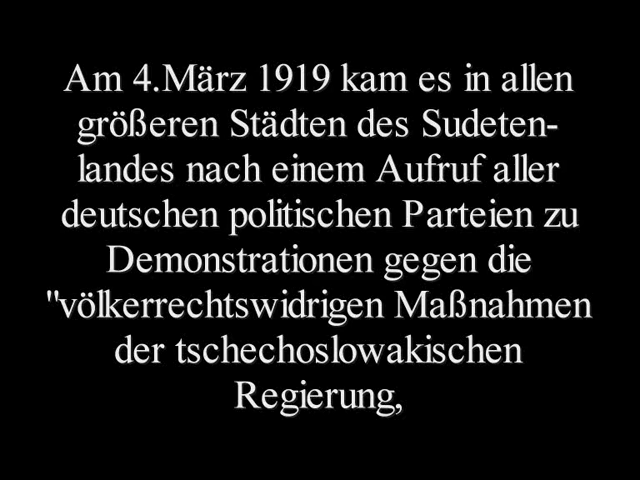 Am 4.März 1919 kam es in allen
größeren Städten des Sudeten-
landes nach einem Aufruf aller
deutschen politischen Parteien zu
Demonstrationen gegen die
"völkerrechtswidrigen Maßnahmen
der tschechoslowakischen
Regierung,